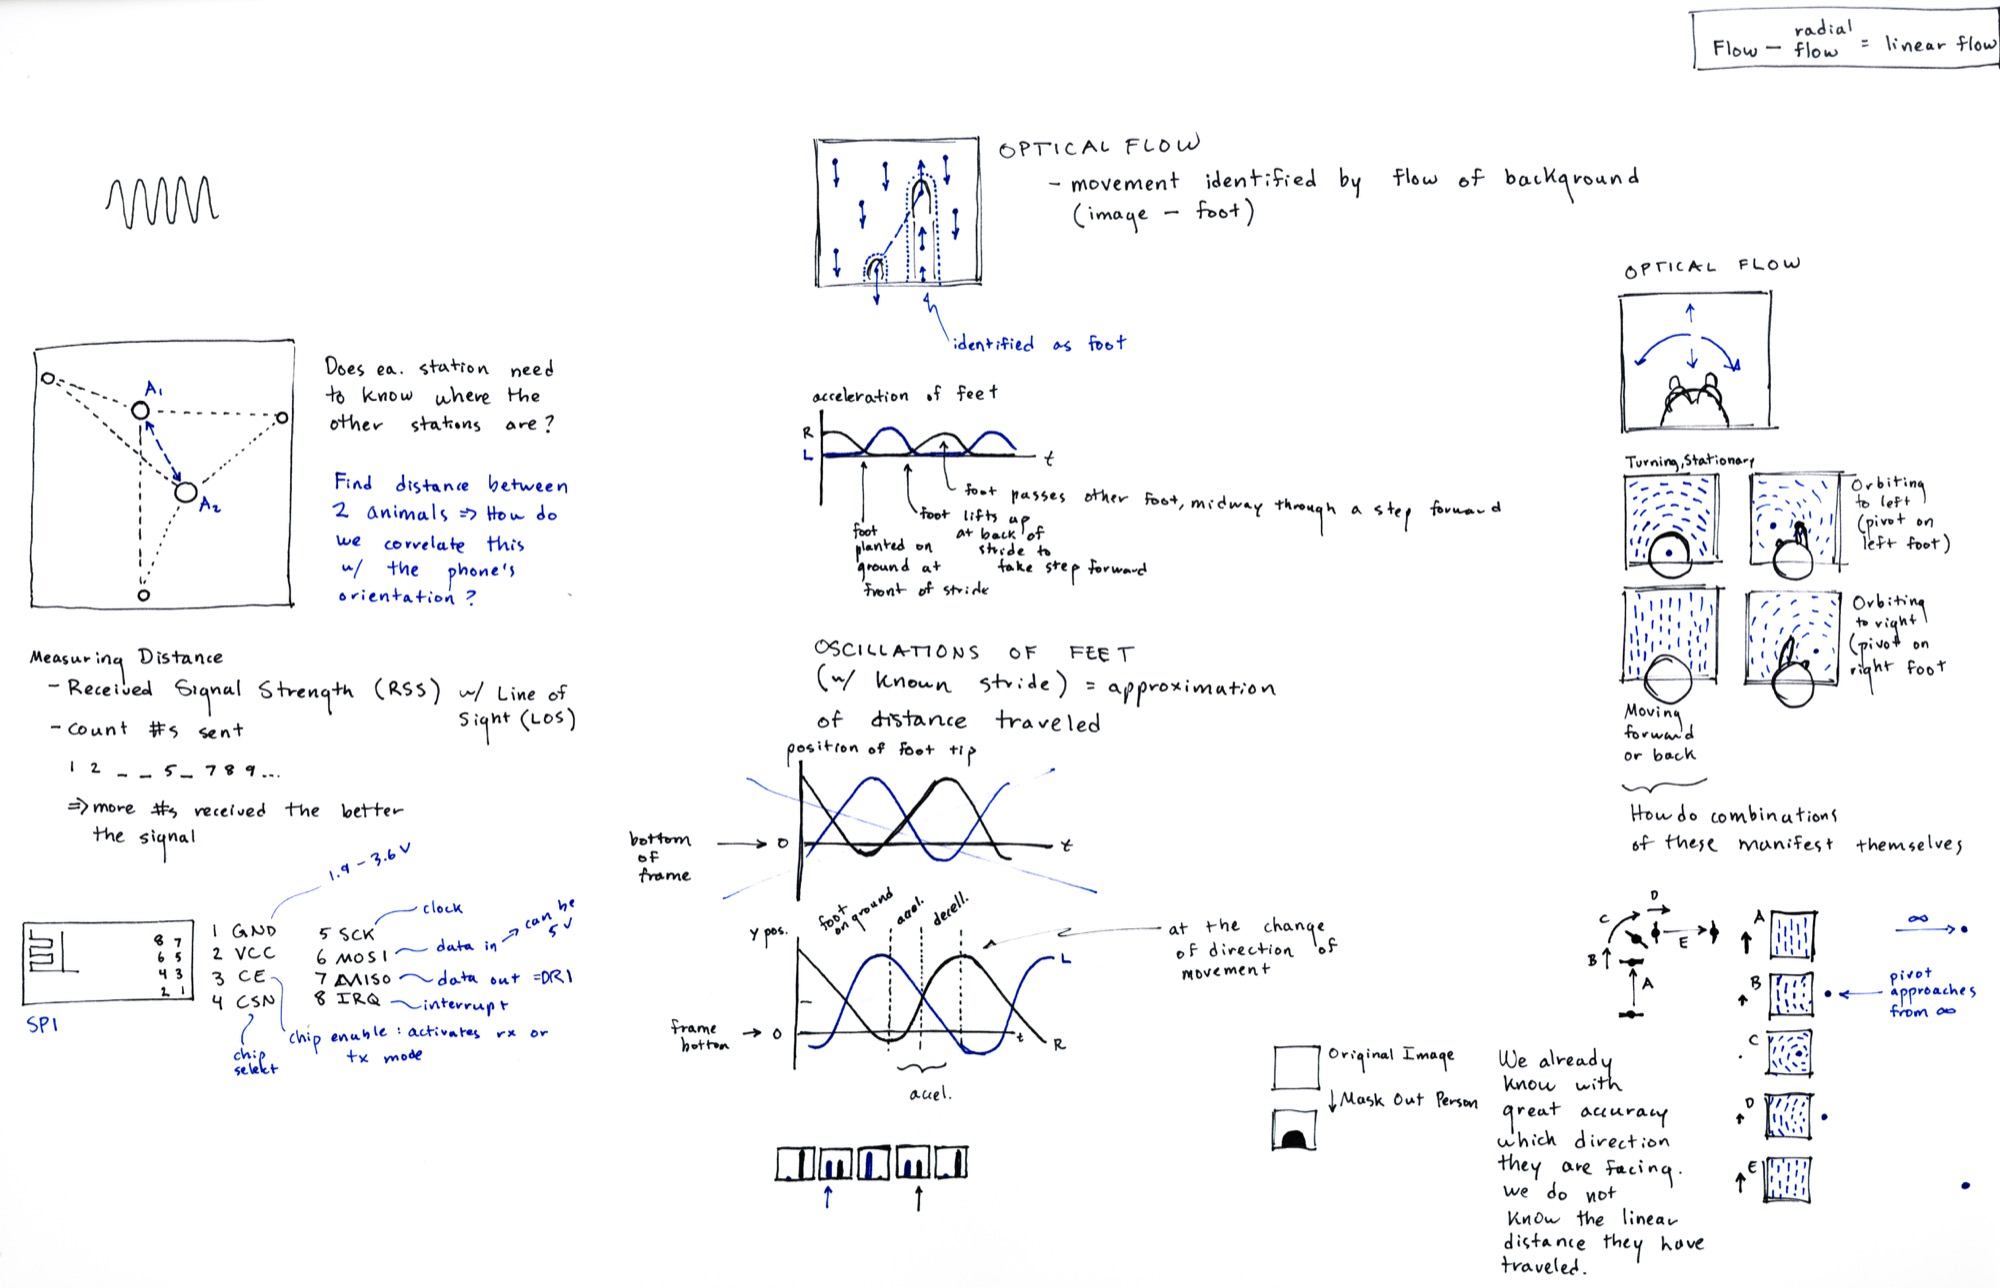 Flow - radial flow = linear flow
OPTICAL FLOW
- movement identified by flow of background
(image - foot)
identified as foot
acceleration of feet
R
L
t
foot passes other foot, midway through a step forward
foot lifts up
at back of
stride to
take step forward
foot
planted on
ground at
front of stride
OSCILLATIONS OF FEET
(w/ known stride) = approximation
of distance traveled
position of foot tip
bottom
of
frame
0
t
Y pos.
foot
on ground
accel.
decell.
at the change
of direction of
movement
L
frame
bottom
0
t
R
accel.
A1
A2
Does ea. station need
to know where the
other stations are?
Find distance between
2 animals => How do
we correlate this
w/ the phone's
orientation?
Measuring Distance
- Received Signal Strength (RSS) w/ Line of
Sight (LOS)
- count #s sent
1 2 _ _ 5 _ 7 8 9 ...
=> more #s received the better
the signal
1.9 - 3.6 V
8 7
6 5
4 3
2 1
SPI
1 GND
2 VCC
3 CE
4 CSN
5 SCK
6 MOSI
7 MISO
8 IRQ
clock
data in
can be
5V
data out = DR1
interrupt
chip enable: activates rx or
tx mode
chip
selekt
OPTICAL FLOW
Turning, Stationary
Orbiting
to left
(pivot on
left foot)
Orbiting
to right
(pivot on
right foot
Moving
forward
or back
How do combinations
of these manifest themselves
A
B
C
D
E
A
∞
B
pivot
approaches
from ∞
C
D
E
Original Image
Mask Out Person
We already
know with
great accuracy
which direction
they are facing.
we do not
know the linear
distance they have
traveled.